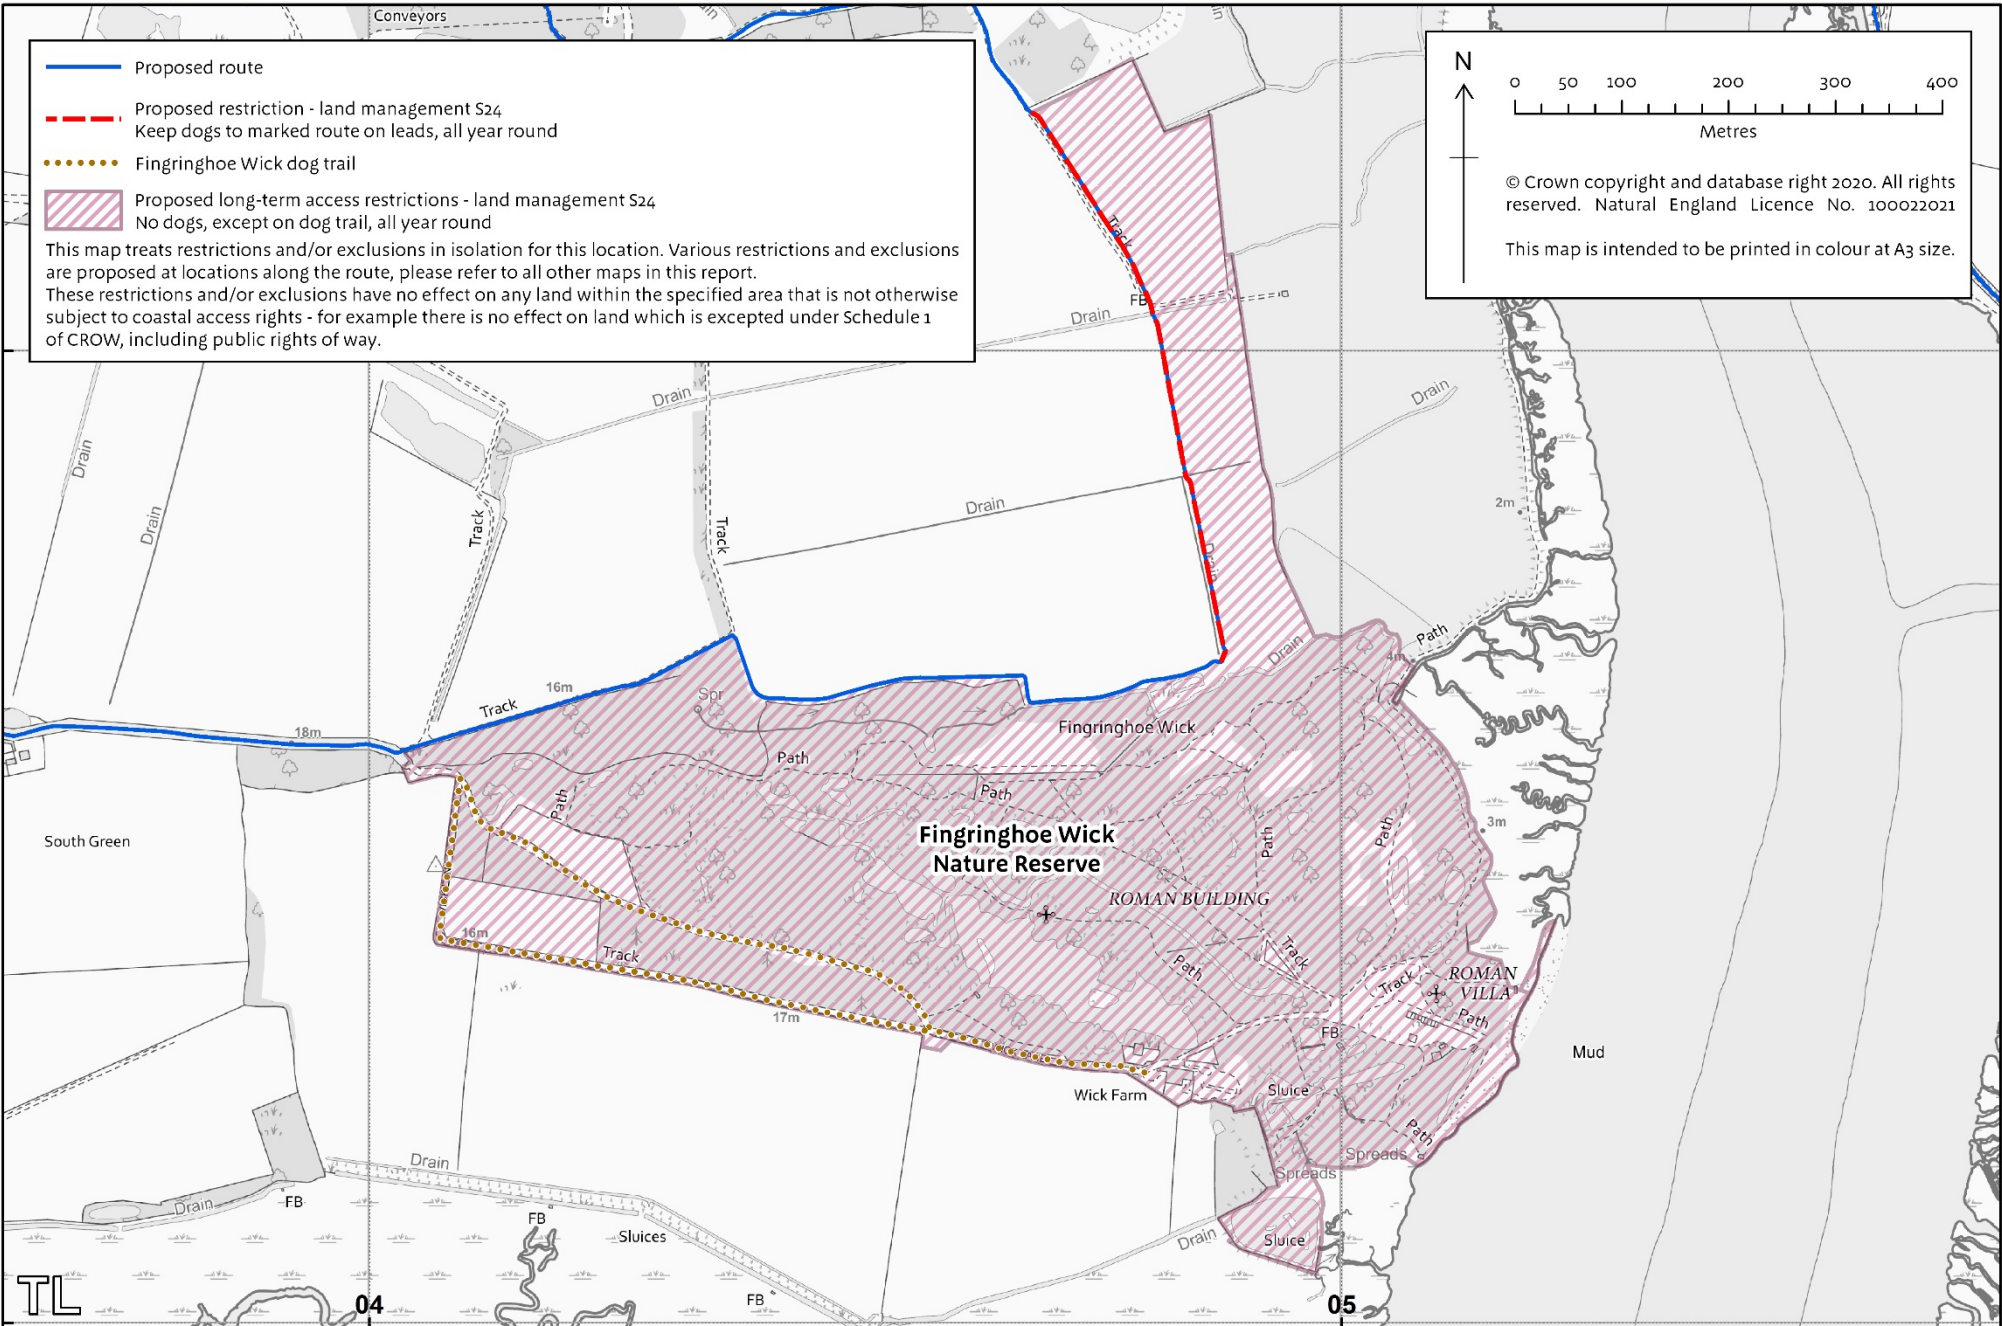 Conveyors
Proposed route
Proposed restriction - land management S24
Keep dogs to marked route on leads, all year round
Fingringhoe Wick dog trail
Proposed long-term access restrictions - land management S24
No dogs, except on dog trail, all year round
This map treats restrictions and/or exclusions in isolation for this location. Various restrictions and exclusions
are proposed at locations along the route, please refer to all other maps in this report.
These restrictions and/or exclusions have no effect on any land within the specified area that is not otherwise
subject to coastal access rights - for example there is no effect on land which is excepted under Schedule 1
of CROW, including public rights of way.
N
0 50 100 200 300 400
Metres
© Crown copyright and database right 2020. All rights
reserved. Natural England Licence No. 100022021
This map is intended to be printed in colour at A3 size.
Track
FB
Drain
Drain
Drain
Drain
Drain
Drain
2m
Track
Track
Drain
Drain
Path
4m
16m
Spr
Track
18m
Fingringhoe Wick
Path
Path
Path
South Green
Fingringhoe Wick
Nature Reserve
Path
Path
3m
ROMAN BUILDING
16m
Track
Path
Track
Track
ROMAN
VILLA
Path
17m
FB
Mud
Wick Farm
Sluice
Path
Spreads
Spreads
Drain
Drain
FB
FB
Sluices
Drain
Sluice
TL
04
FB
05